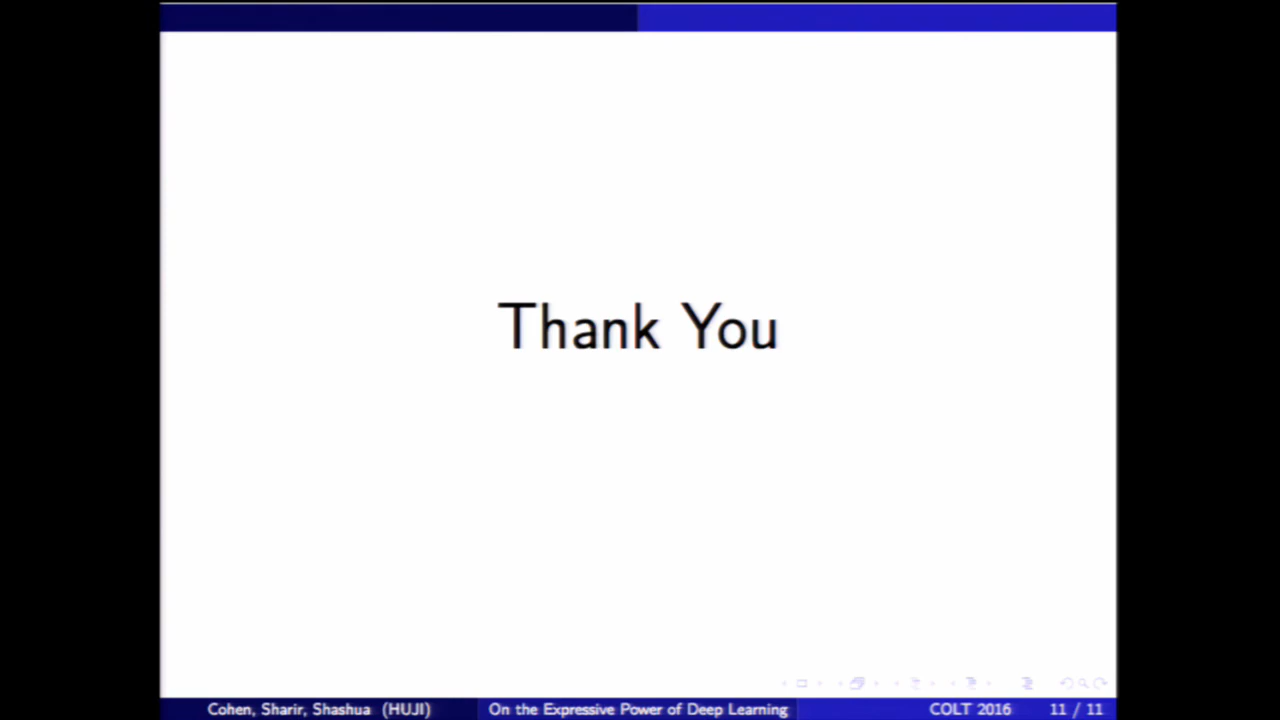 Thank You
Cohen, Sharir, Shashua (HUJI) On the Expressive Power of Deep Learning COLT 2016 11 / 11